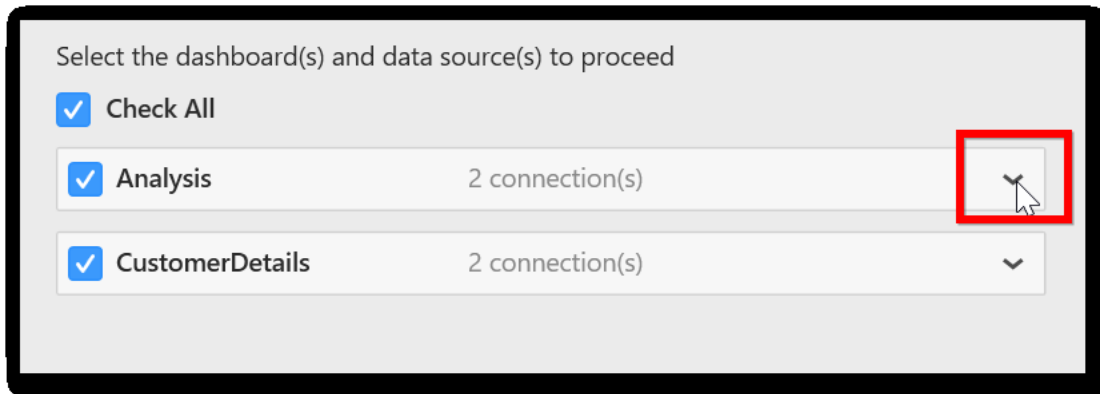 Select the dashboard(s) and data source(s) to proceed
Check All
Analysis 2 connection(s)
CustomerDetails 2 connection(s)